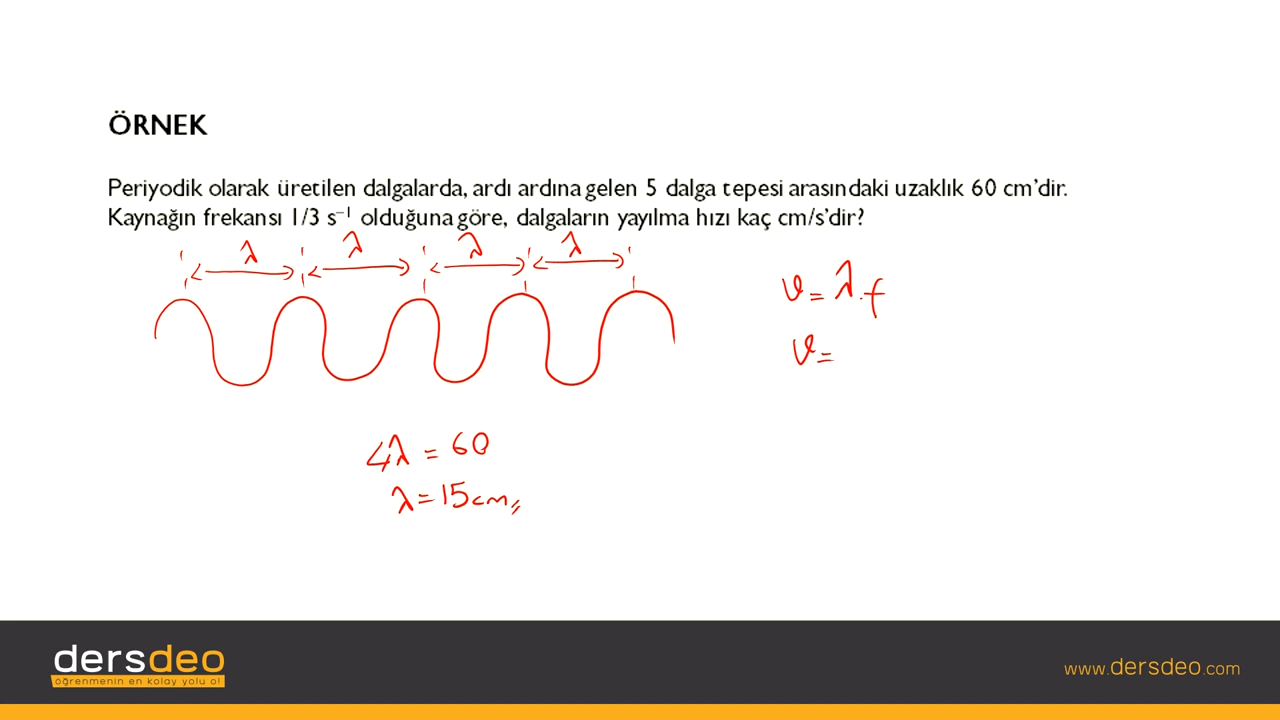 ÖRNEK
Periyodik olarak üretilen dalgalarda, ardı ardına gelen 5 dalga tepesi arasındaki uzaklık 60 cm'dir.
Kaynağın frekansı 1/3 s⁻¹ olduğuna göre, dalgaların yayılma hızı kaç cm/s'dir?
λ λ λ λ
v = λ.f
v =
4λ = 60
λ = 15cm
dersdeo
öğrenmenin en kolay yolu o!
www.dersdeo.com